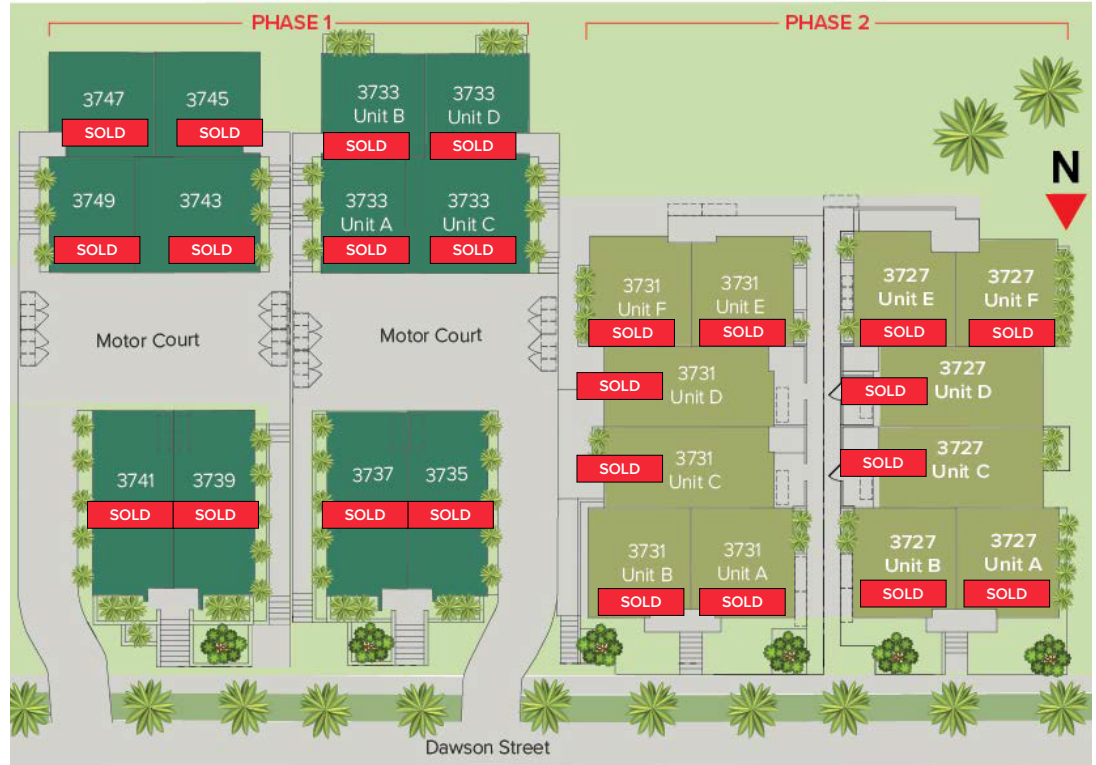 PHASE 1
PHASE 2
3747
SOLD
3745
SOLD
3733
Unit B
SOLD
3733
Unit D
SOLD
N
3749
SOLD
3743
SOLD
3733
Unit A
SOLD
3733
Unit C
SOLD
Motor Court
Motor Court
3731
Unit F
SOLD
3731
Unit E
SOLD
3727
Unit E
SOLD
3727
Unit F
SOLD
SOLD
3731
Unit D
SOLD
3727
Unit D
SOLD
3731
Unit C
SOLD
3727
Unit C
3741
SOLD
3739
SOLD
3737
SOLD
3735
SOLD
3731
Unit B
SOLD
3731
Unit A
SOLD
3727
Unit B
SOLD
3727
Unit A
SOLD
Dawson Street